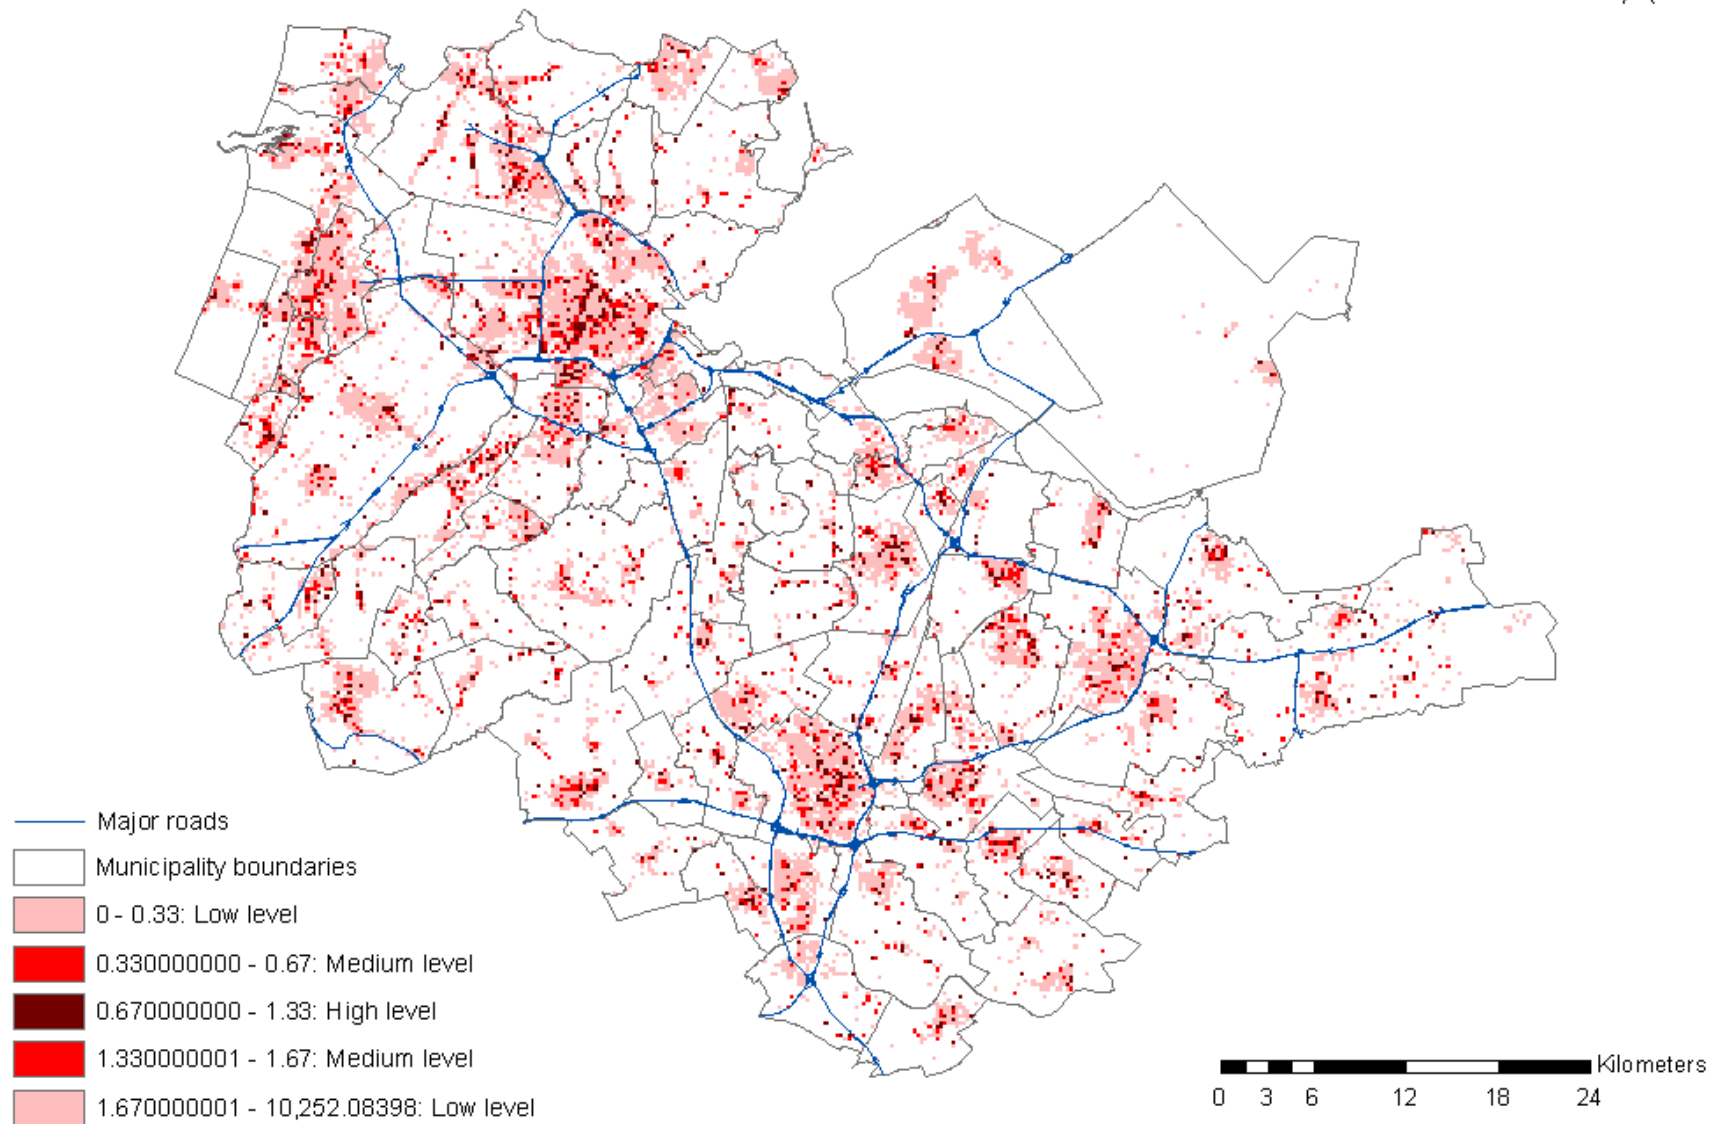 Major roads
Municipality boundaries
0 - 0.33: Low level
0.330000000 - 0.67: Medium level
0.670000000 - 1.33: High level
1.330000001 - 1.67: Medium level
1.670000001 - 10,252.08398: Low level
Kilometers
0 3 6 12 18 24